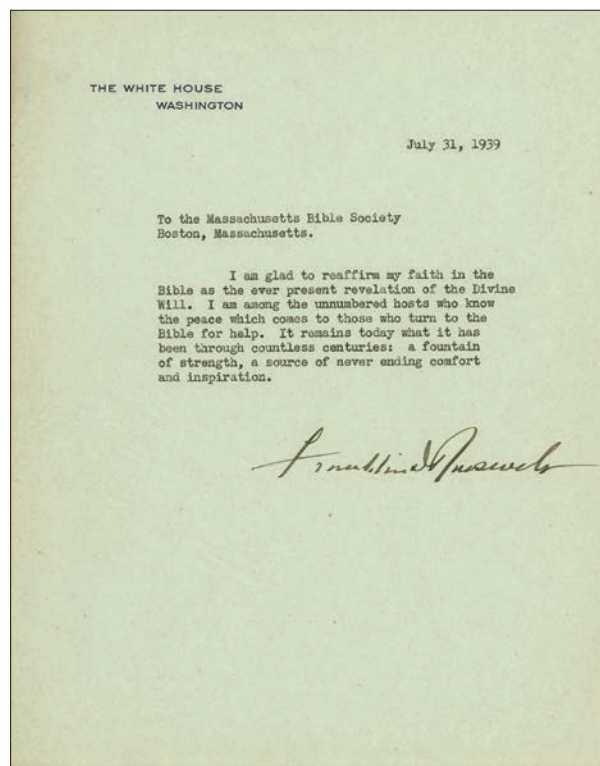 THE WHITE HOUSE
WASHINGTON
July 31, 1939
To the Massachusetts Bible Society
Boston, Massachusetts.
I am glad to reaffirm my faith in the
Bible as the ever present revelation of the Divine
Will. I am among the unnumbered hosts who know
the peace which comes to those who turn to the
Bible for help. It remains today what it has
been through countless centuries: a fountain
of strength, a source of never ending comfort
and inspiration.
Franklin D Roosevelt